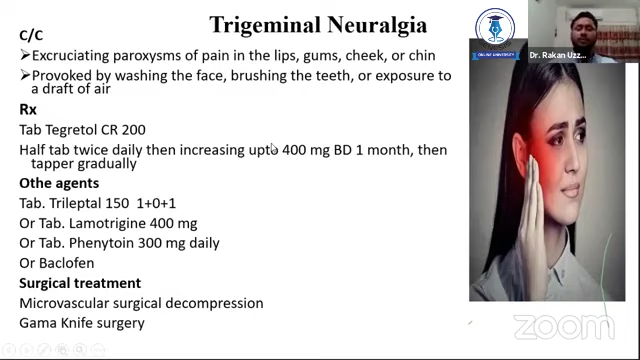 Trigeminal Neuralgia
C/C
➢Excruciating paroxysms of pain in the lips, gums, cheek, or chin
➢Provoked by washing the face, brushing the teeth, or exposure to
a draft of air
Rx
Tab Tegretol CR 200
Half tab twice daily then increasing upto 400 mg BD 1 month, then
tapper gradually
Othe agents
Tab. Trileptal 150 1+0+1
Or Tab. Lamotrigine 400 mg
Or Tab. Phenytoin 300 mg daily
Or Baclofen
Surgical treatment
Microvascular surgical decompression
Gama Knife surgery
ONLINE UNIVERSITY
Dr. Rakan Uzz...
zoom